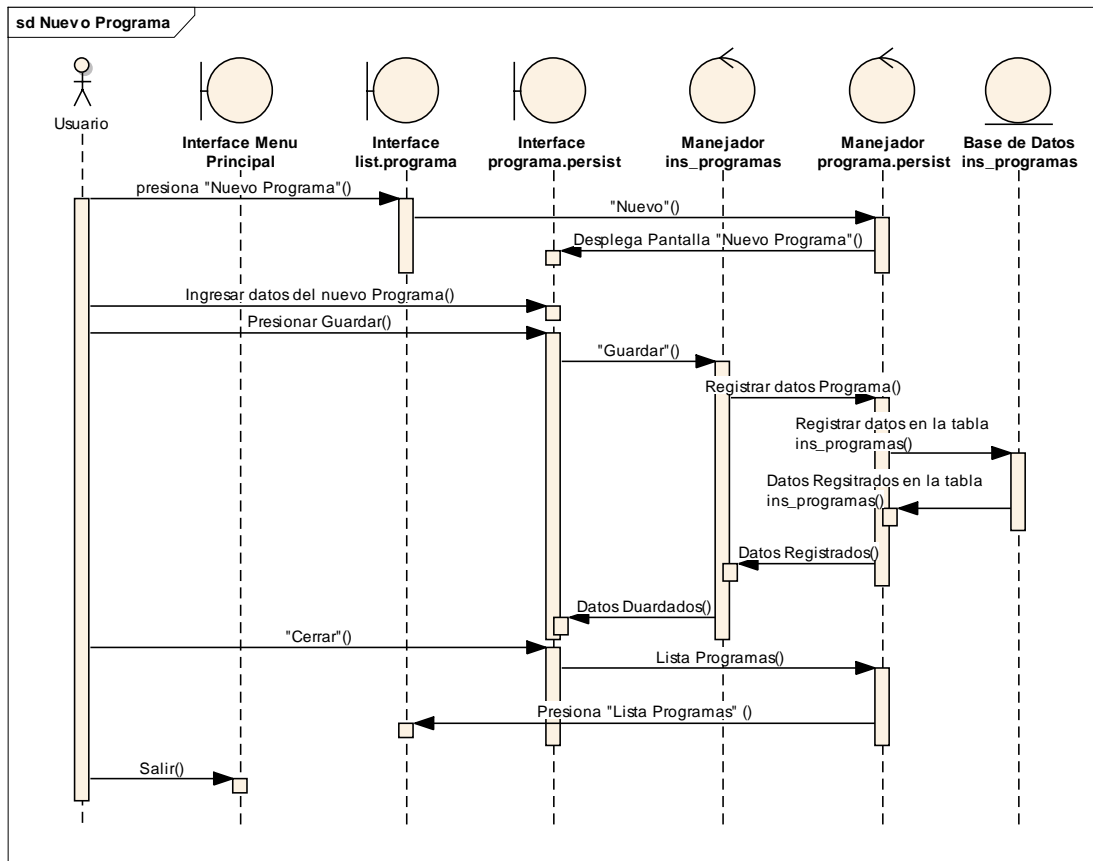 sd Nuevo Programa
Usuario
Interface Menu
Principal
Interface
list.programa
Interface
programa.persist
Manejador
ins_programas
Manejador
programa.persist
Base de Datos
ins_programas
presiona "Nuevo Programa"()
"Nuevo"()
Desplega Pantalla "Nuevo Programa"()
Ingresar datos del nuevo Programa()
Presionar Guardar()
"Guardar"()
Registrar datos Programa()
Registrar datos en la tabla
ins_programas()
Datos Regsitrados en la tabla
ins_programas()
Datos Registrados()
Datos Duardados()
"Cerrar"()
Lista Programas()
Presiona "Lista Programas" ()
Salir()